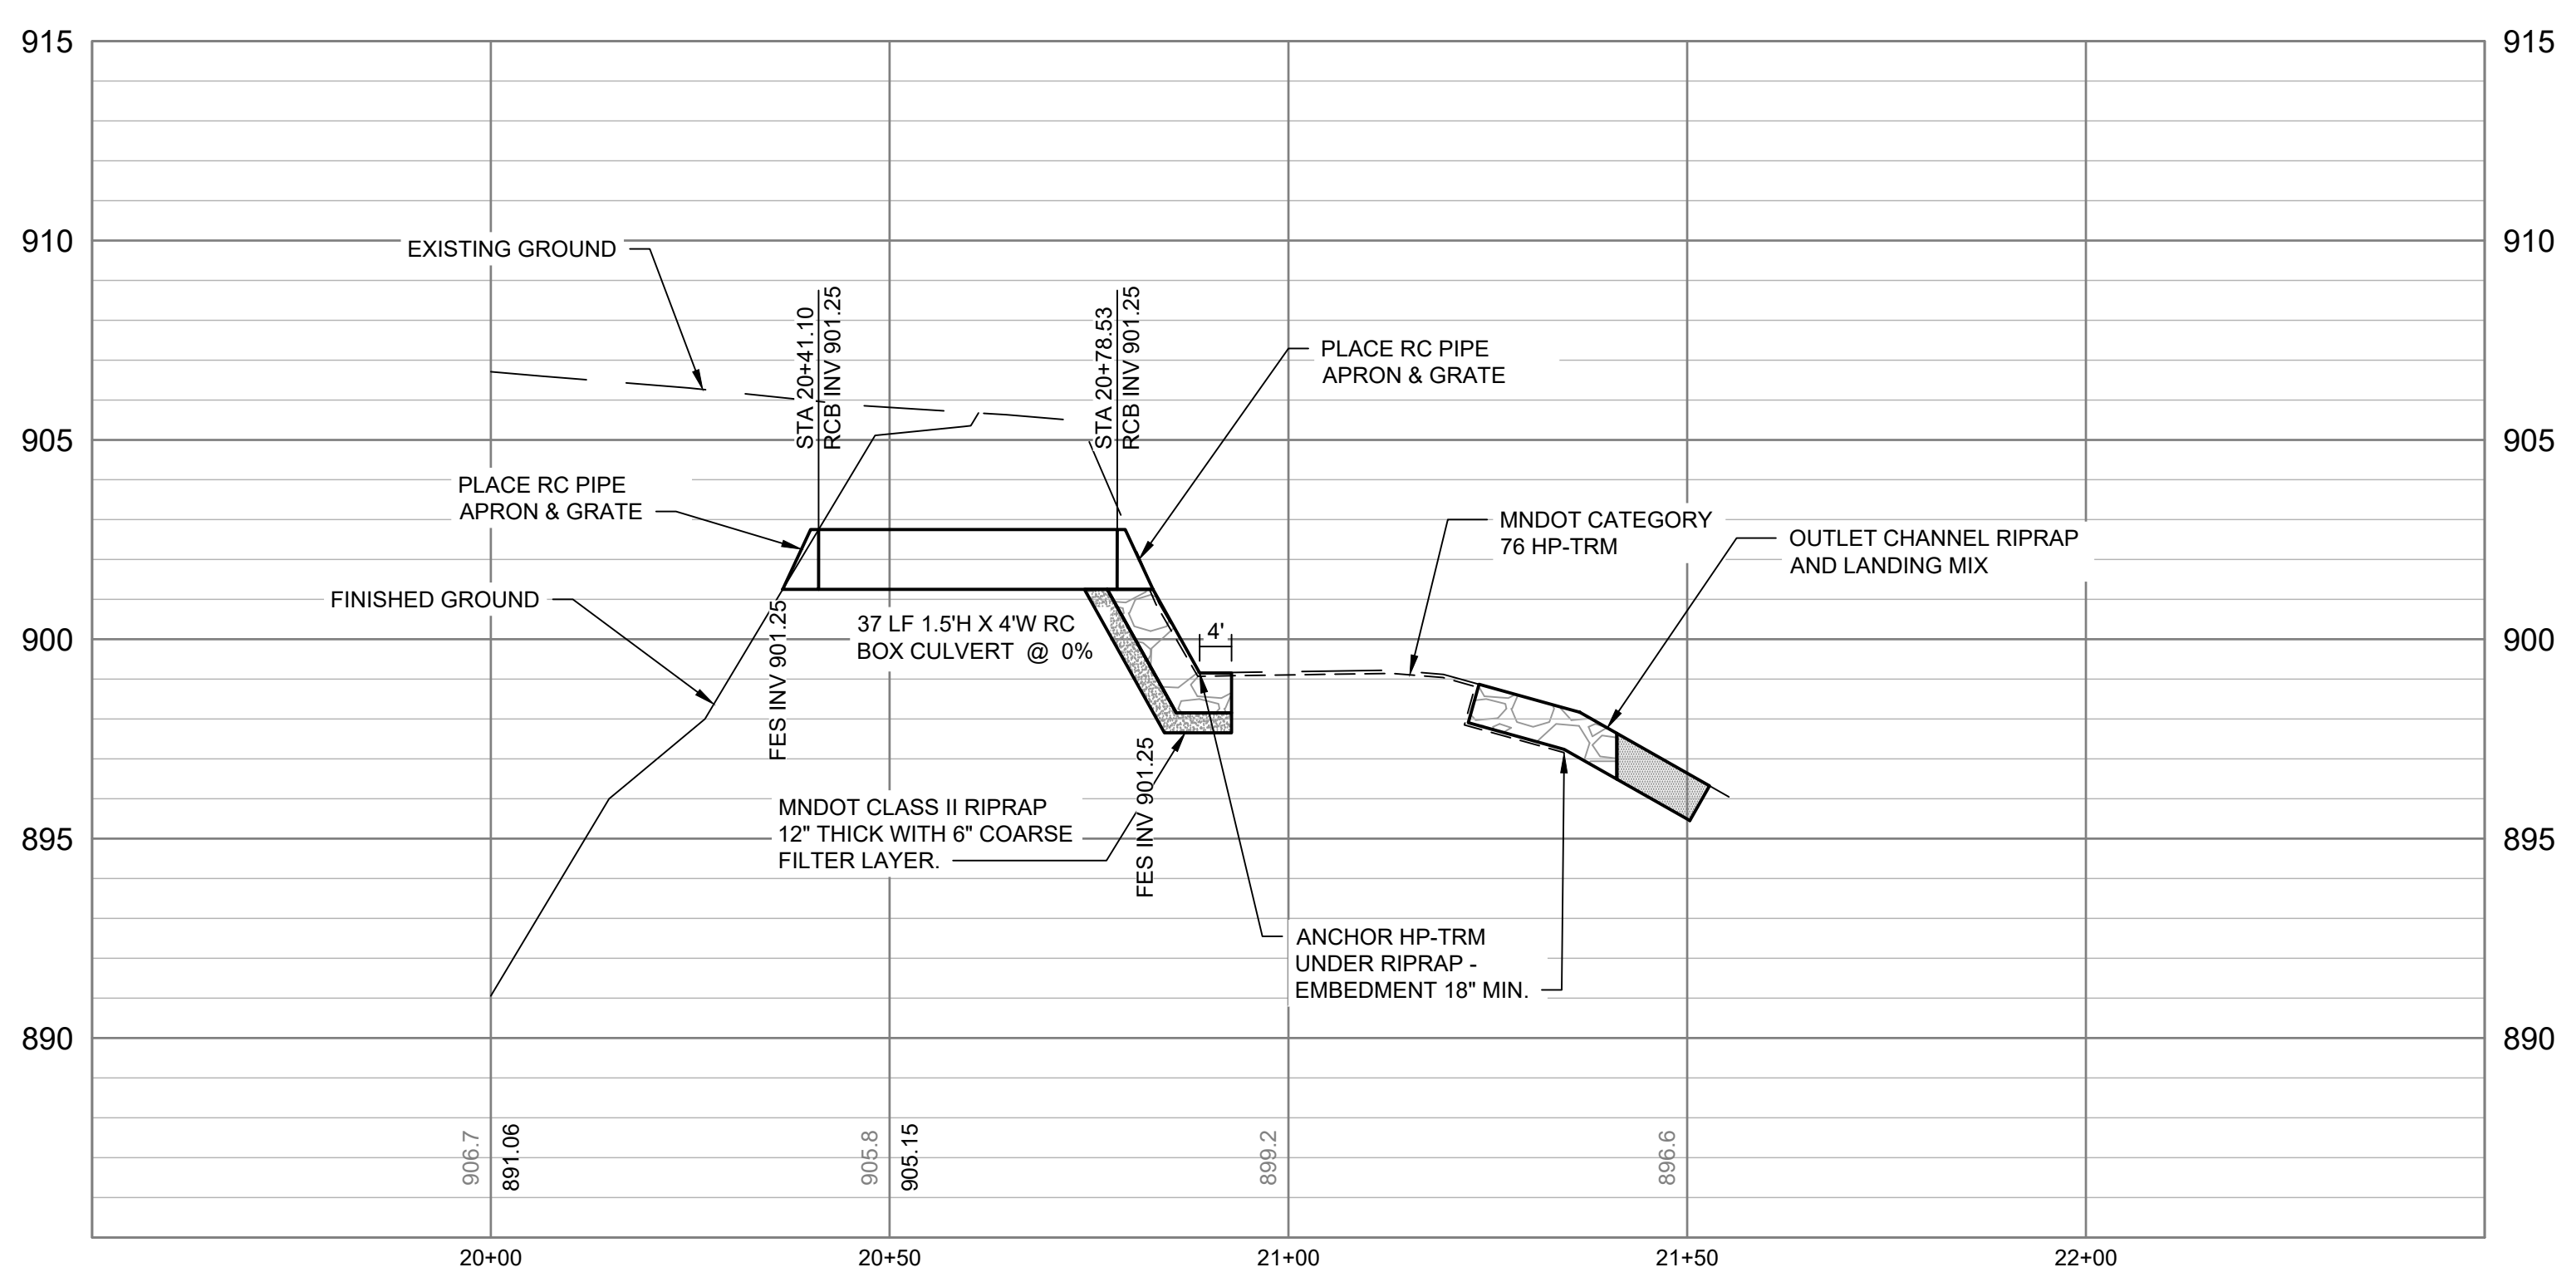 915
915
910
910
905
905
900
900
895
895
890
890
EXISTING GROUND
STA 20+41.10
RCB INV 901.25
STA 20+78.53
RCB INV 901.25
PLACE RC PIPE
APRON & GRATE
PLACE RC PIPE
APRON & GRATE
MNDOT CATEGORY
76 HP-TRM
OUTLET CHANNEL RIPRAP
AND LANDING MIX
FINISHED GROUND
FES INV 901.25
37 LF 1.5'H X 4'W RC
BOX CULVERT @ 0%
4'
MNDOT CLASS II RIPRAP
12" THICK WITH 6" COARSE
FILTER LAYER.
FES INV 901.25
ANCHOR HP-TRM
UNDER RIPRAP -
EMBEDMENT 18" MIN.
906.7
891.06
905.8
905.15
899.2
896.6
20+00
20+50
21+00
21+50
22+00